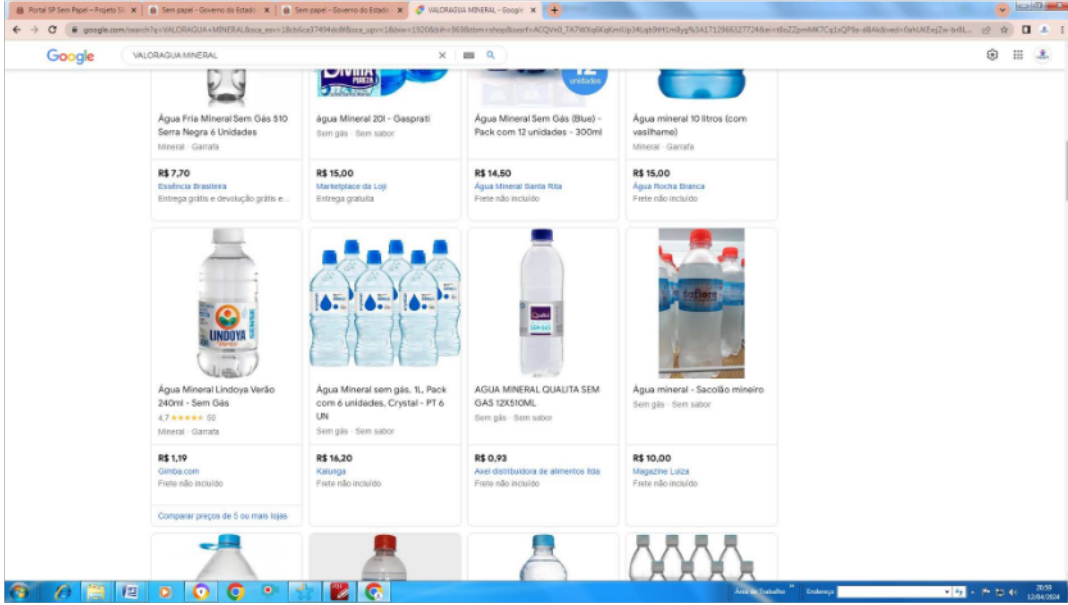 Portal SP Sem Papel – Projeto S
Sem papel - Governo do Estado
Sem papel - Governo do Estado
VALORAGUA MINERAL - Google
Google
VALORAGUA MINERAL
PUREZA
12
unidades
Água Fria Mineral Sem Gás 510
Serra Negra 6 Unidades
Mineral · Garrafa
R$ 7,70
Essência Brasileira
Entrega grátis e devolução grátis e...
água Mineral 20l - Gasprati
Sem gás · Sem sabor
R$ 15,00
Marketplace da Loji
Entrega gratuita
Água Mineral Sem Gás (Blue) -
Pack com 12 unidades - 300ml
R$ 14,50
Água Mineral Santa Rita
Frete não incluído
Água mineral 10 litros (com
vasilhame)
Mineral · Garrafa
R$ 15,00
Água Rocha Branca
Frete não incluído
LINDOYA
Água Mineral Lindoya Verão
240ml - Sem Gás
4,7 ★★★★★ 50
Mineral · Garrafa
R$ 1,19
Gimba.com
Frete não incluído
Comparar preços de 5 ou mais lojas
Água Mineral sem gás, 1L, Pack
com 6 unidades, Crystal - PT 6
UN
Sem gás · Sem sabor
R$ 16,20
Kalunga
Frete não incluído
Qualitá
SEM GÁS
AGUA MINERAL QUALITA SEM
GAS 12X510ML
Sem gás · Sem sabor
R$ 0,93
Axel distribuidora de alimentos ltda
Frete não incluído
Água mineral - Sacolão mineiro
Sem gás · Sem sabor
R$ 10,00
Magazine Luiza
Frete não incluído
Área de Trabalho
Endereço
20:59
12/04/2024